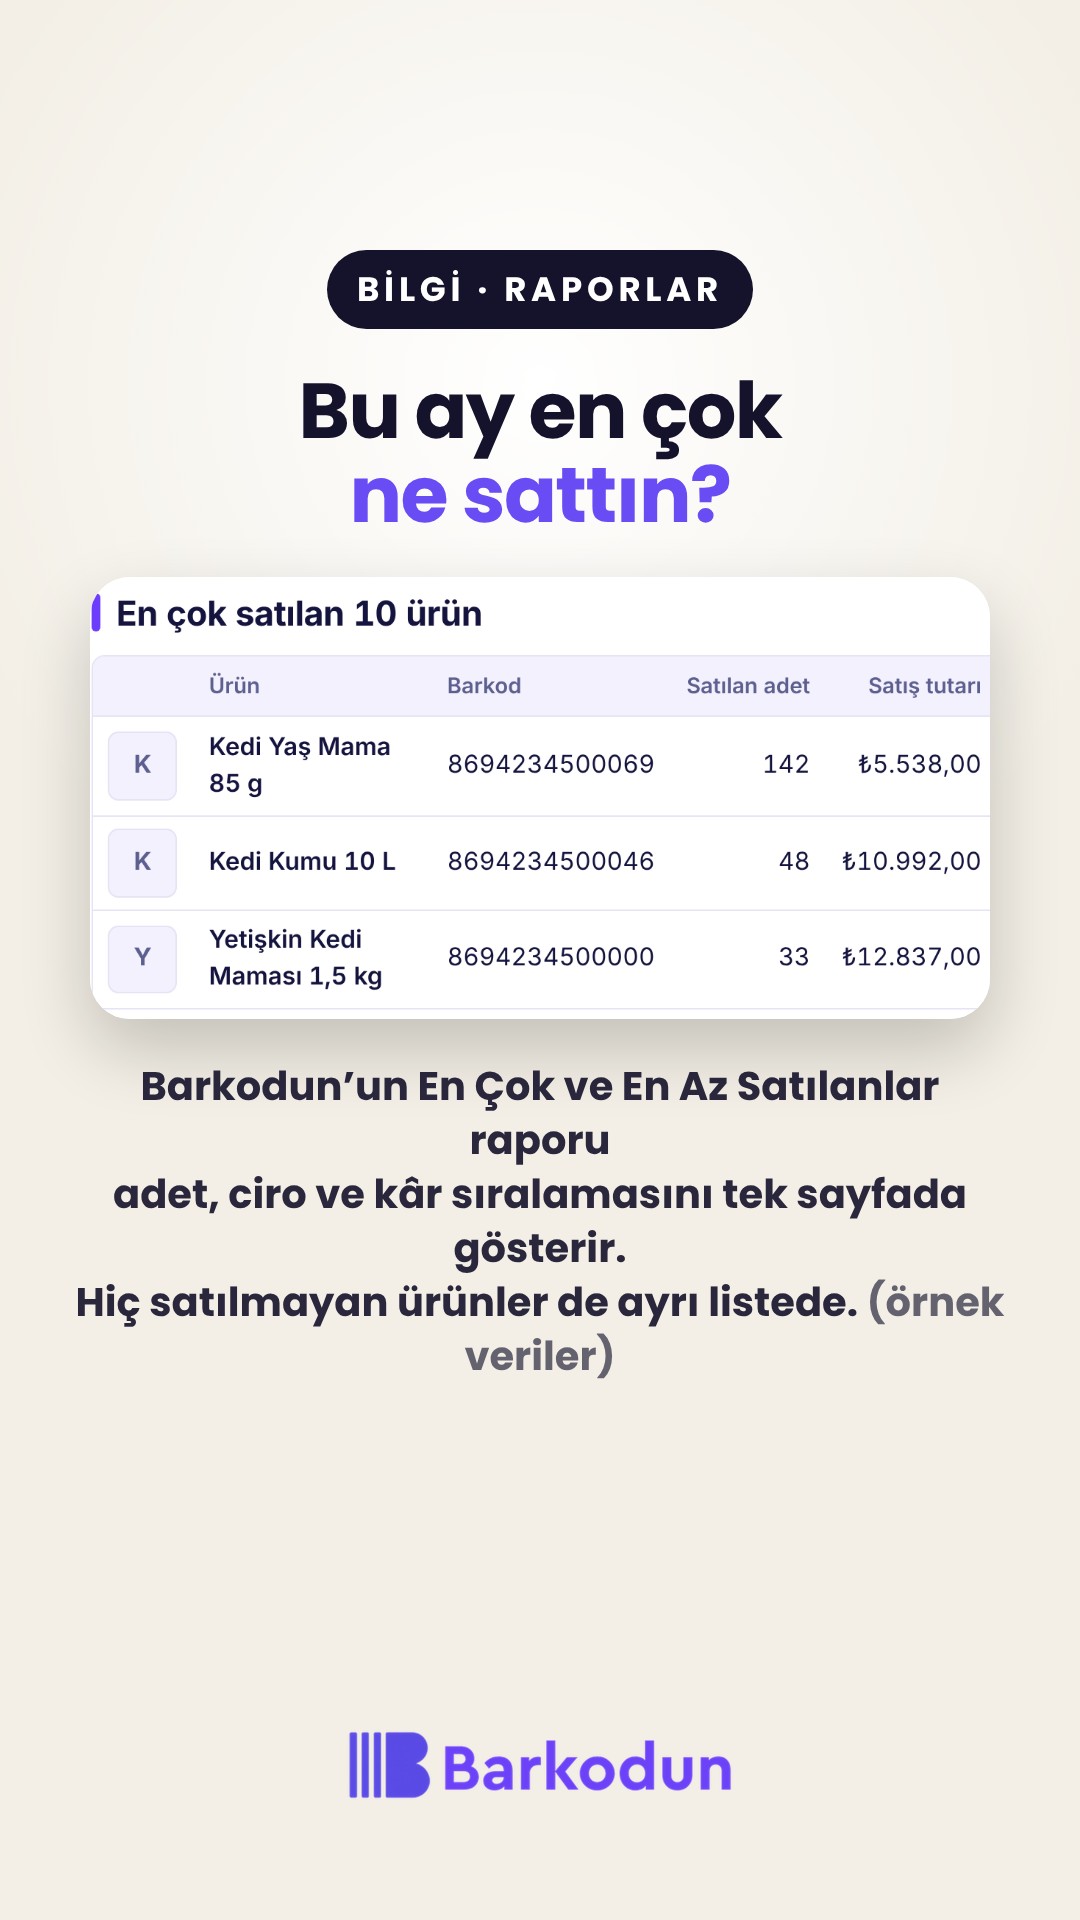 BİLGİ · RAPORLAR
Bu ay en çok
ne sattın?
En çok satılan 10 ürün
Ürün Barkod Satılan adet Satış tutarı
K Kedi Yaş Mama 85 g 8694234500069 142 ₺5.538,00
K Kedi Kumu 10 L 8694234500046 48 ₺10.992,00
Y Yetişkin Kedi Maması 1,5 kg 8694234500000 33 ₺12.837,00
Barkodun’un En Çok ve En Az Satılanlar
raporu
adet, ciro ve kâr sıralamasını tek sayfada
gösterir.
Hiç satılmayan ürünler de ayrı listede. (örnek
veriler)
Barkodun